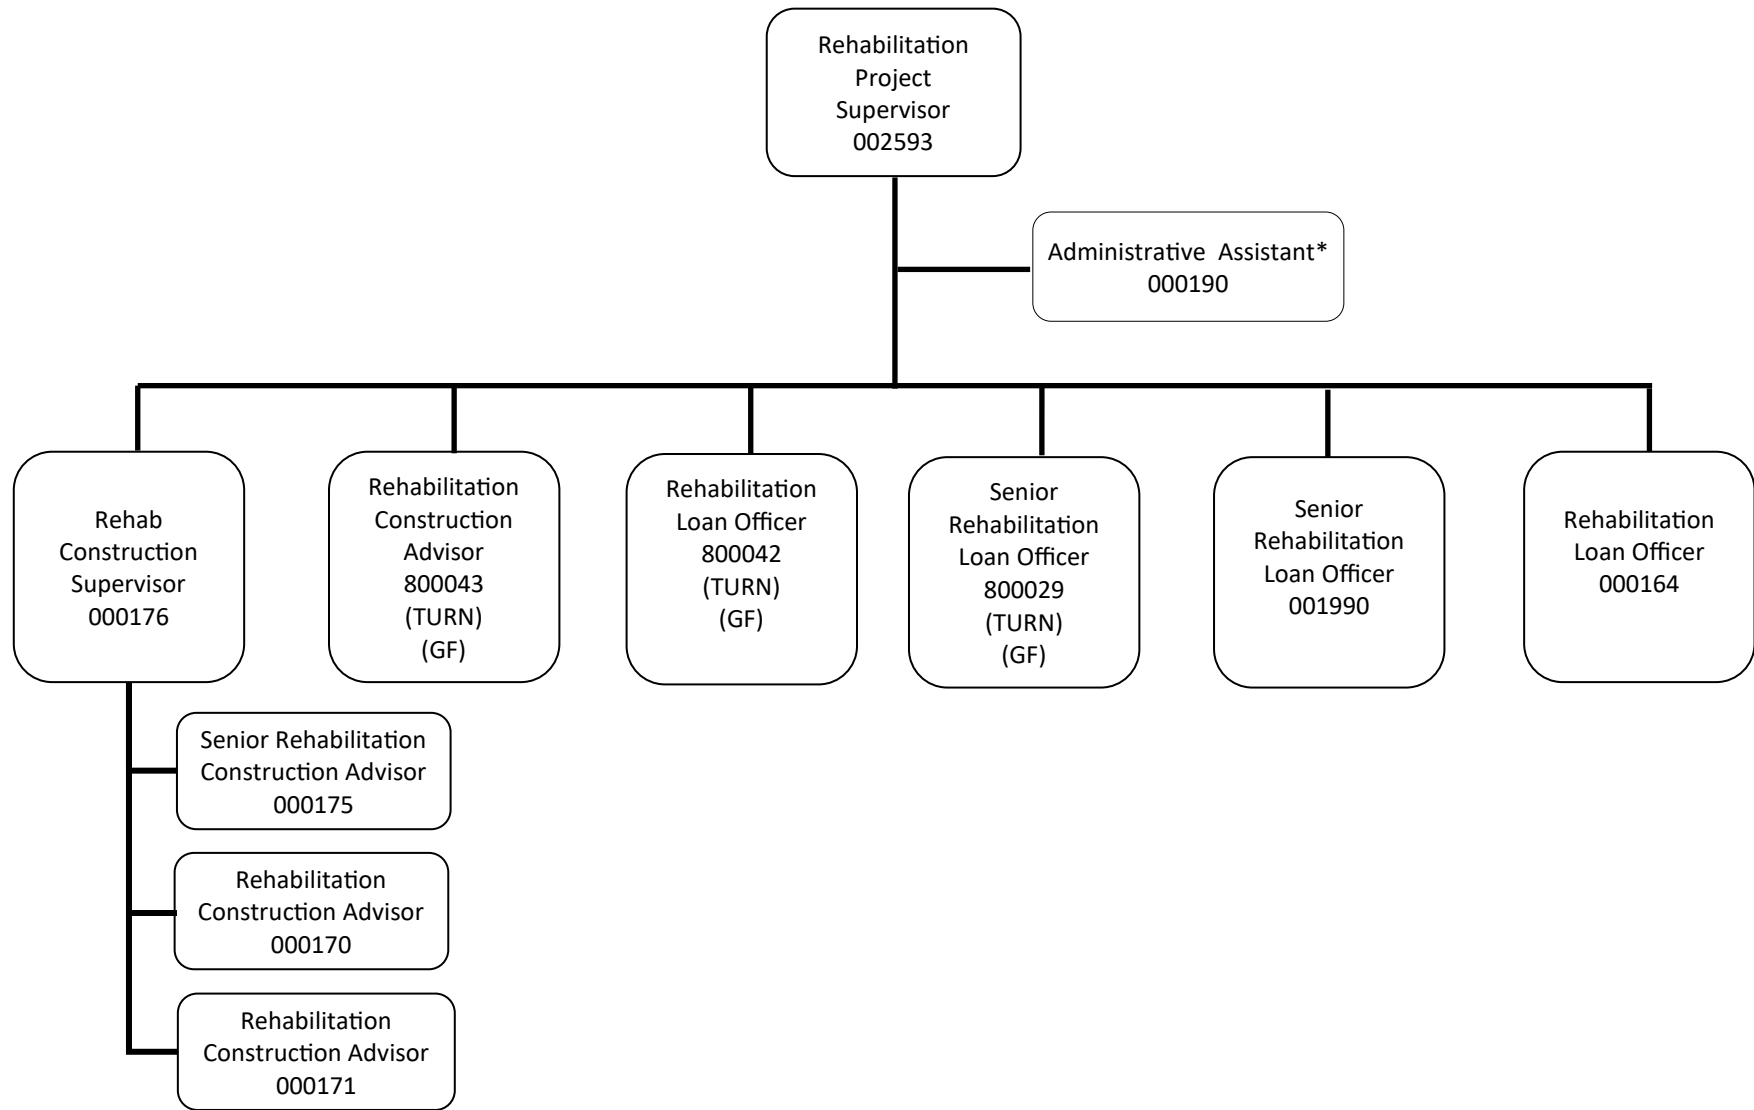 Rehabilitation
Project
Supervisor
002593
Administrative  Assistant*
000190
Rehab
Construction
Supervisor
000176
Rehabilitation
Construction
Advisor
800043
(TURN)
(GF)
Rehabilitation
Loan Officer
800042
(TURN)
(GF)
Senior
Rehabilitation
Loan Officer
800029
(TURN)
(GF)
Senior
Rehabilitation
Loan Officer
001990
Rehabilitation
Loan Officer
000164
Senior Rehabilitation
Construction Advisor
000175
Rehabilitation
Construction Advisor
000170
Rehabilitation
Construction Advisor
000171